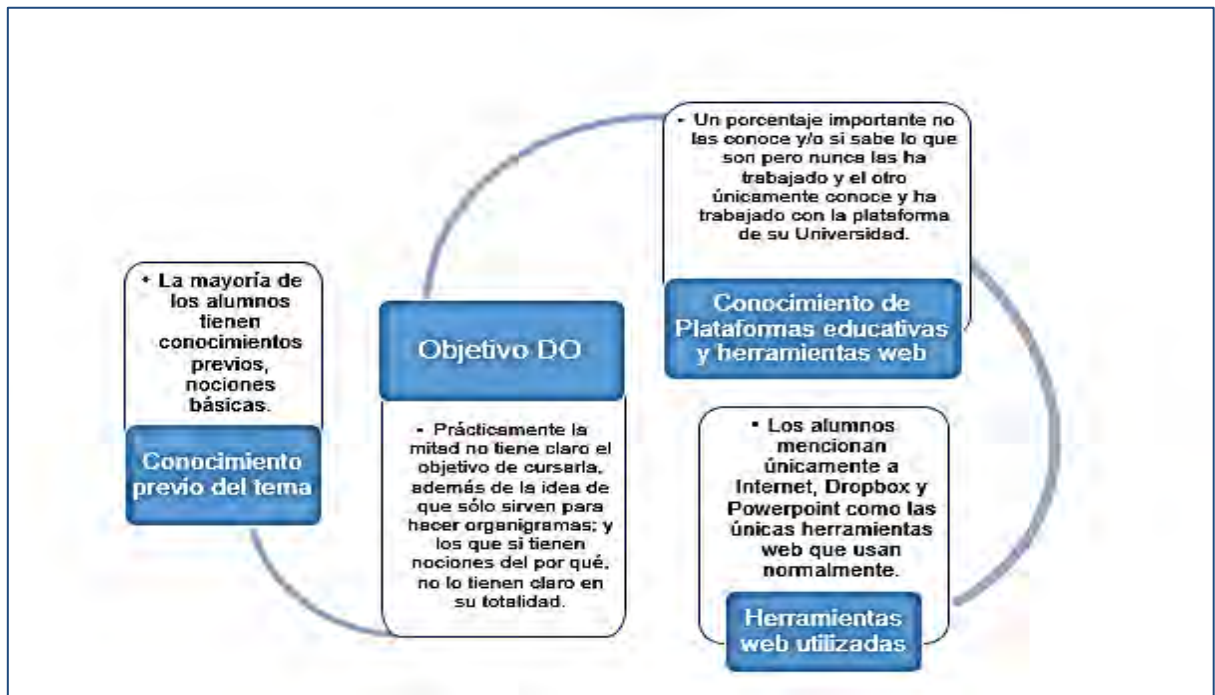 • La mayoría de
los alumnos
tienen
conocimientos
previos,
nociones
básicas.
Conocimiento
previo del tema
Objetivo DO
- Prácticamente la
mitad no tiene claro el
objetivo de cursarla,
además de la idea de
que sólo sirven para
hacer organigramas; y
los que si tienen
nociones del por qué,
no lo tienen claro en
su totalidad.
• Un porcentaje importante no
las conoce y/o si sabe lo que
son pero nunca las ha
trabajado y el otro
únicamente conoce y ha
trabajado con la plataforma
de su Universidad.
Conocimiento de
Plataformas educativas
y herramientas web
• Los alumnos
mencionan
únicamente a
Internet, Dropbox y
Powerpoint como las
únicas herramientas
web que usan
normalmente.
Herramientas
web utilizadas